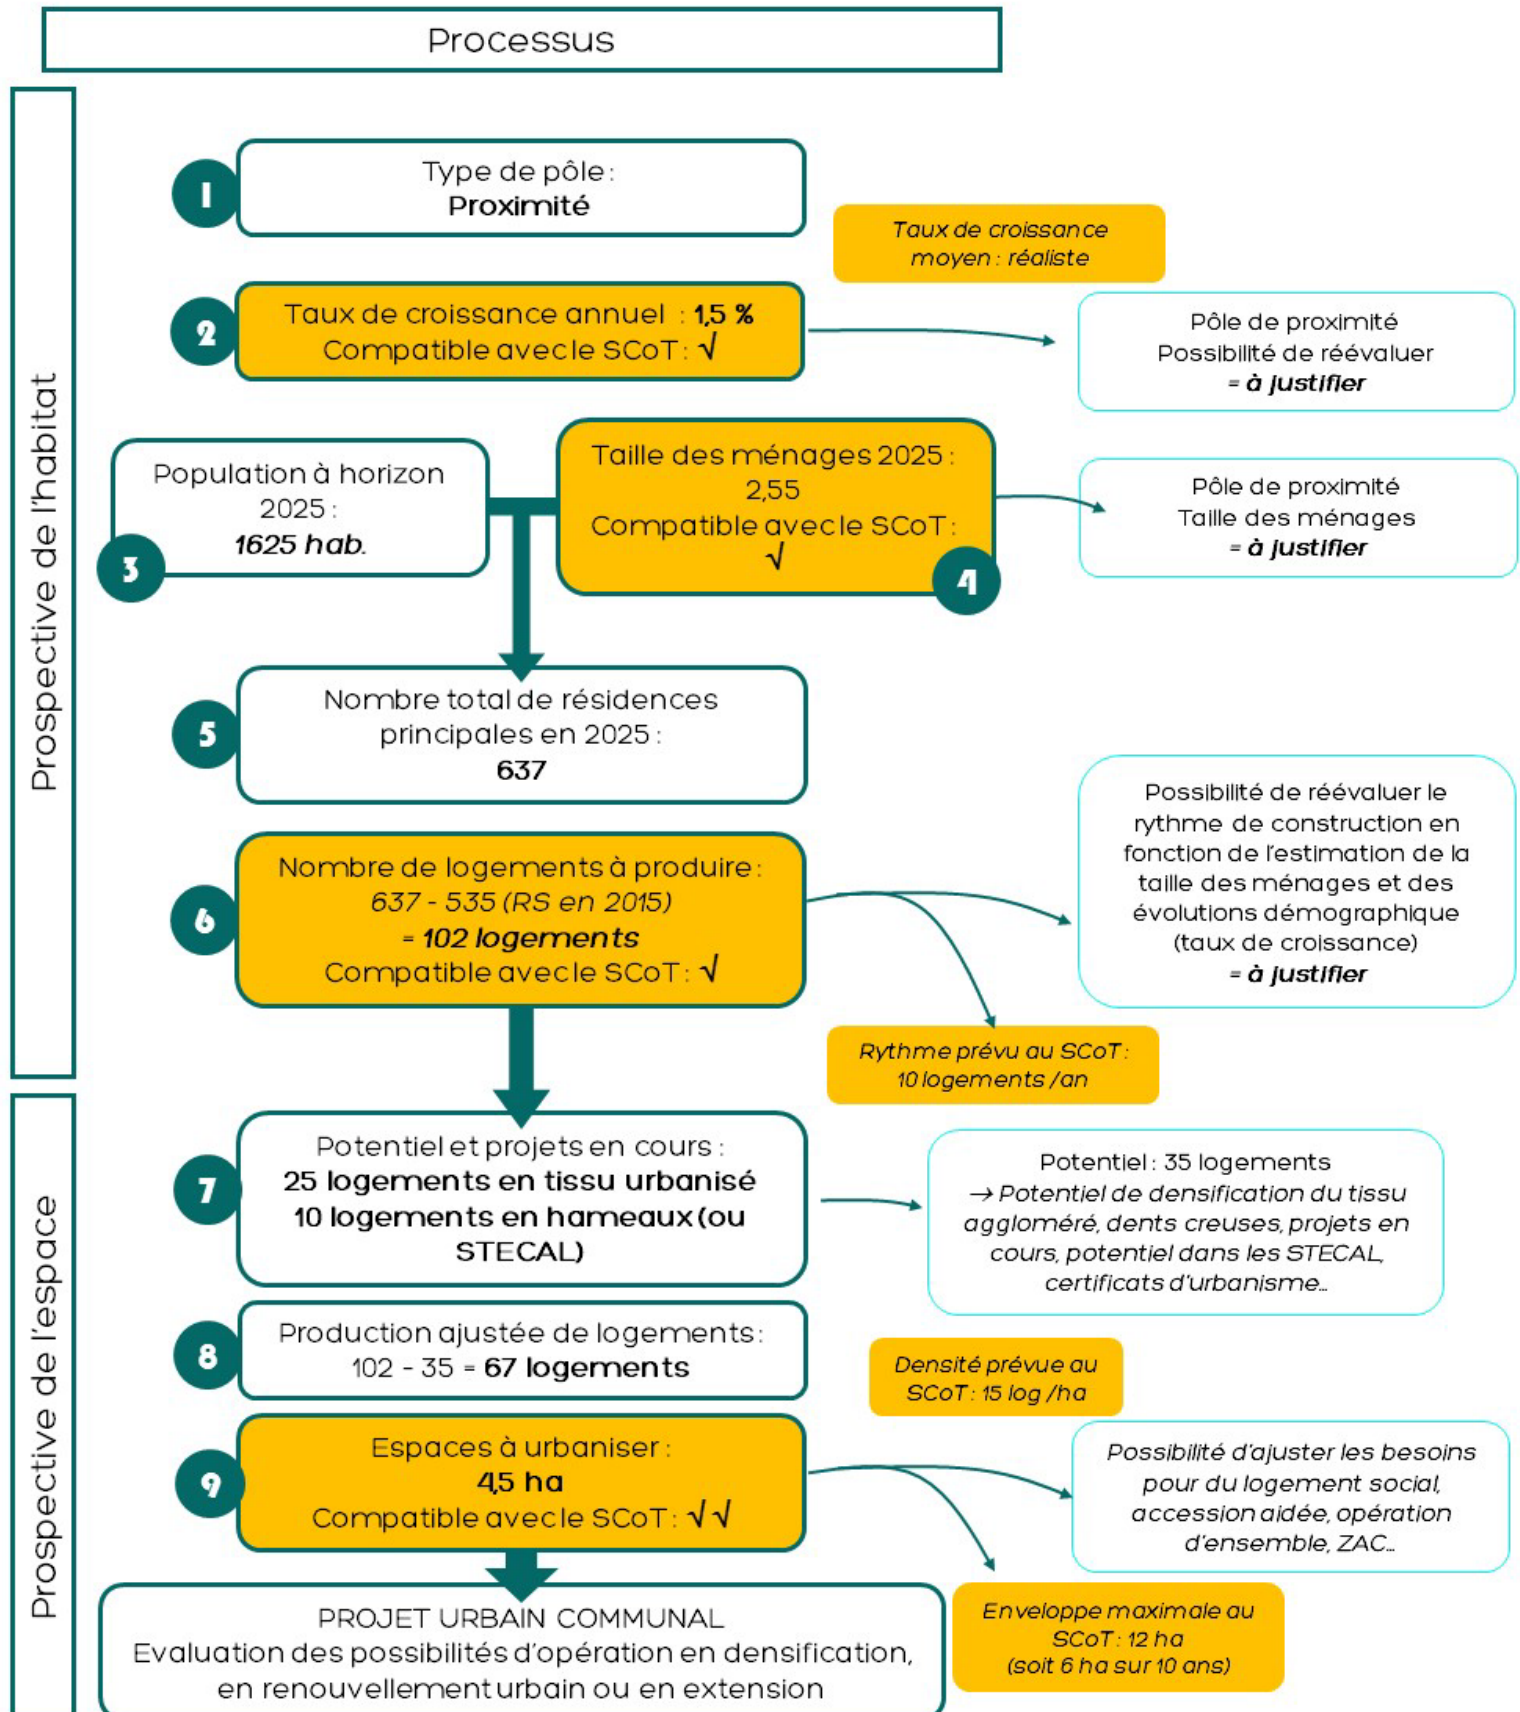 Processus
Prospective de l'habitat
1
Type de pôle :
Proximité
Taux de croissance
moyen : réaliste
2
Taux de croissance annuel : 1,5 %
Compatible avec le SCoT : √
Pôle de proximité
Possibilité de réévaluer
= à justifier
Population à horizon
2025 :
1625 hab.
3
Taille des ménages 2025 :
2,55
Compatible avec le SCoT :
√
4
Pôle de proximité
Taille des ménages
= à justifier
5
Nombre total de résidences
principales en 2025 :
637
6
Nombre de logements à produire :
637 - 535 (RS en 2015)
= 102 logements
Compatible avec le SCoT : √
Possibilité de réévaluer le
rythme de construction en
fonction de l'estimation de la
taille des ménages et des
évolutions démographique
(taux de croissance)
= à justifier
Rythme prévu au SCoT :
10 logements /an
Prospective de l'espace
7
Potentiel et projets en cours :
25 logements en tissu urbanisé
10 logements en hameaux (ou
STECAL)
Potentiel : 35 logements
→ Potentiel de densification du tissu
aggloméré, dents creuses, projets en
cours, potentiel dans les STECAL,
certificats d'urbanisme...
8
Production ajustée de logements :
102 - 35 = 67 logements
Densité prévue au
SCoT : 15 log /ha
9
Espaces à urbaniser :
4,5 ha
Compatible avec le SCoT : √ √
Possibilité d'ajuster les besoins
pour du logement social,
accession aidée, opération
d'ensemble, ZAC...
Enveloppe maximale au
SCoT : 12 ha
(soit 6 ha sur 10 ans)
PROJET URBAIN COMMUNAL
Evaluation des possibilités d'opération en densification,
en renouvellement urbain ou en extension